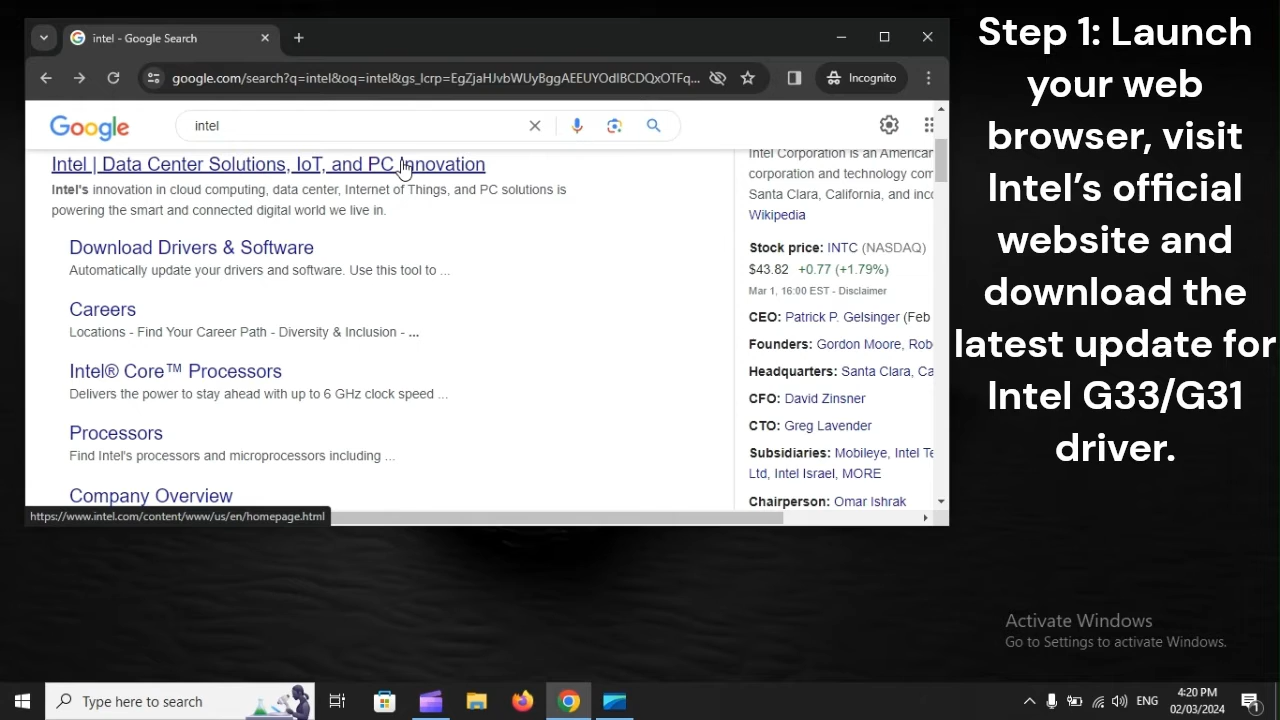 intel - Google Search
google.com/search?q=intel&oq=intel&gs_lcrp=EgZjaHJvbWUyBggAEEUYOdIBCDQxOTFq...
Incognito
Google
intel
Intel | Data Center Solutions, IoT, and PC Innovation
Intel's innovation in cloud computing, data center, Internet of Things, and PC solutions is
powering the smart and connected digital world we live in.
Download Drivers & Software
Automatically update your drivers and software. Use this tool to ...
Careers
Locations - Find Your Career Path - Diversity & Inclusion - ...
Intel® Core™ Processors
Delivers the power to stay ahead with up to 6 GHz clock speed ...
Processors
Find Intel's processors and microprocessors including ...
Company Overview
https://www.intel.com/content/www/us/en/homepage.html
Intel Corporation is an American
corporation and technology com
Santa Clara, California, and inco
Wikipedia
Stock price: INTC (NASDAQ)
$43.82 +0.77 (+1.79%)
Mar 1, 16:00 EST - Disclaimer
CEO: Patrick P. Gelsinger (Feb
Founders: Gordon Moore, Rob
Headquarters: Santa Clara, Ca
CFO: David Zinsner
CTO: Greg Lavender
Subsidiaries: Mobileye, Intel Te
Ltd, Intel Israel, MORE
Chairperson: Omar Ishrak
Step 1: Launch
your web
browser, visit
Intel’s official
website and
download the
latest update for
Intel G33/G31
driver.
Activate Windows
Go to Settings to activate Windows.
Type here to search
ENG
4:20 PM
02/03/2024
1